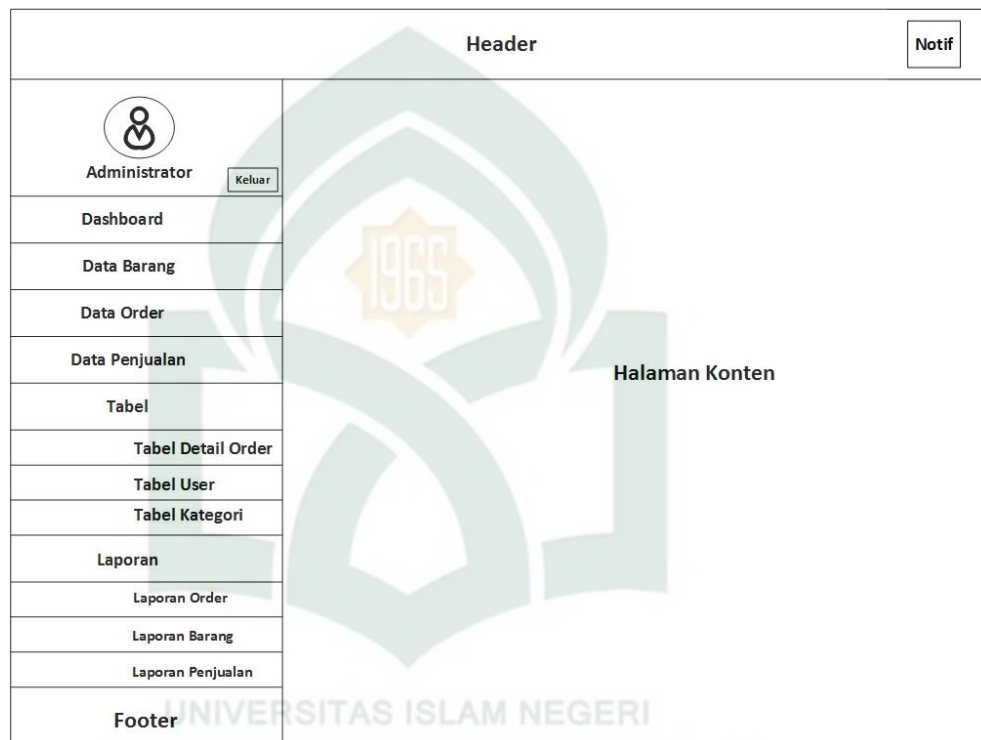 Header
Notif
Administrator
Keluar
Dashboard
Data Barang
Data Order
Data Penjualan
Tabel
Tabel Detail Order
Tabel User
Tabel Kategori
Laporan
Laporan Order
Laporan Barang
Laporan Penjualan
Footer
1965
Halaman Konten
UNIVERSITAS ISLAM NEGERI